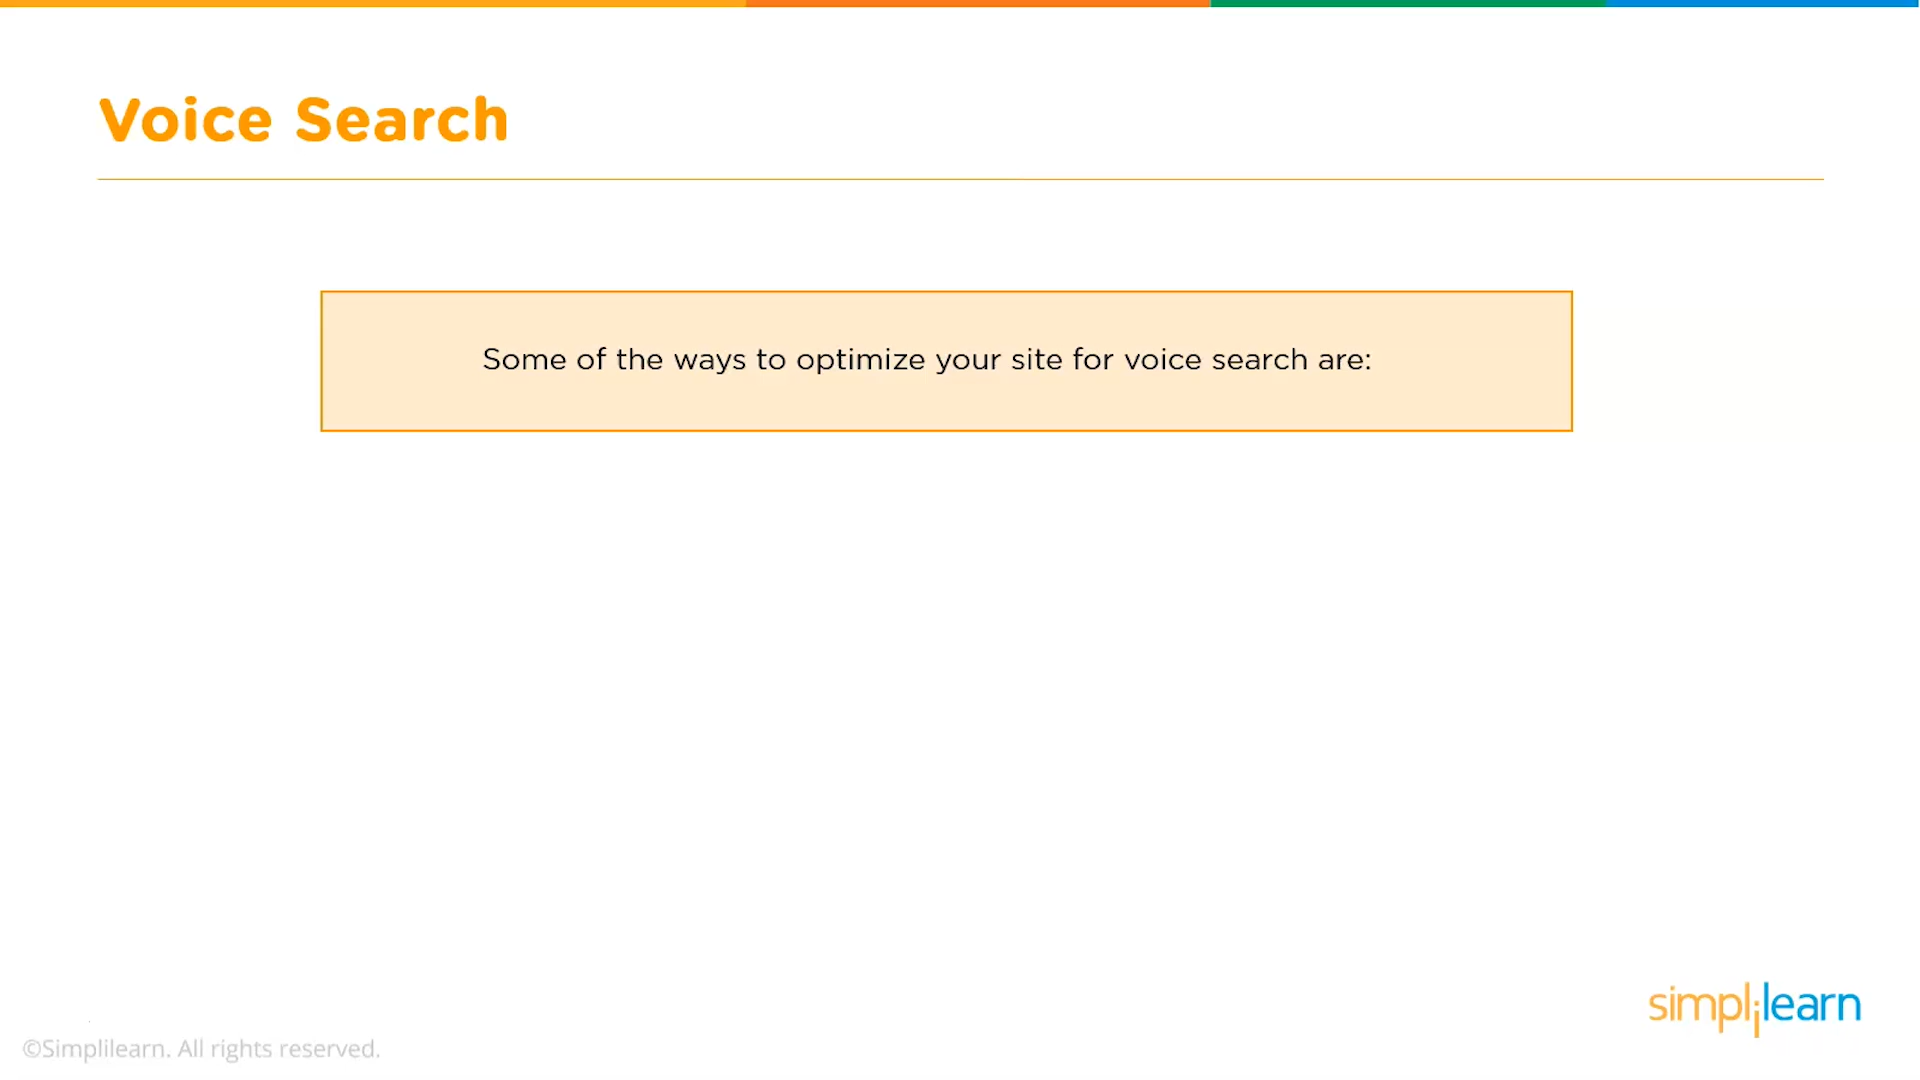 Voice Search
Some of the ways to optimize your site for voice search are:
simplilearn
©Simplilearn. All rights reserved.